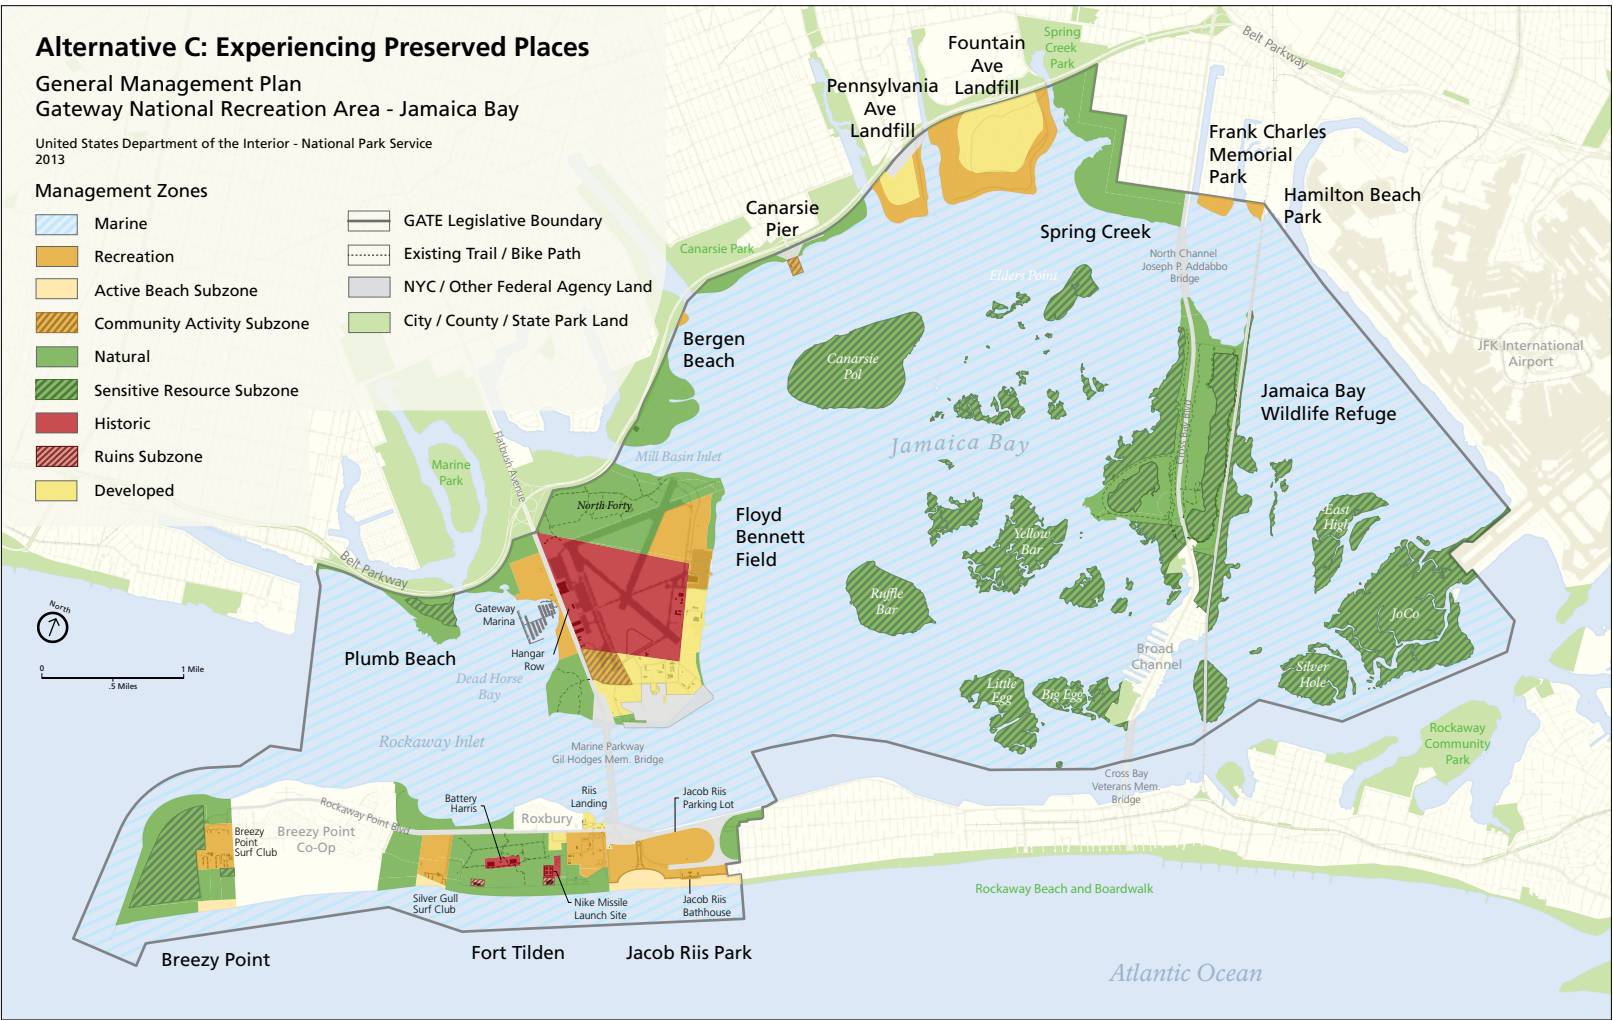 Alternative C: Experiencing Preserved Places
General Management Plan
Gateway National Recreation Area - Jamaica Bay
United States Department of the Interior - National Park Service
2013
Management Zones
Marine
Recreation
Active Beach Subzone
Community Activity Subzone
Natural
Sensitive Resource Subzone
Historic
Ruins Subzone
Developed
GATE Legislative Boundary
Existing Trail / Bike Path
NYC / Other Federal Agency Land
City / County / State Park Land
Spring
Creek
Park
Belt Parkway
Fountain
Ave
Landfill
Pennsylvania
Ave
Landfill
Frank Charles
Memorial
Park
Hamilton Beach
Park
Canarsie
Pier
Canarsie Park
Spring Creek
North Channel
Joseph P. Addabbo
Bridge
Elders Point
Bergen
Beach
Canarsie
Pol
JFK International
Airport
Jamaica Bay
Wildlife Refuge
Cross Bay Blvd
Jamaica Bay
Mill Basin Inlet
Flatbush Avenue
Marine
Park
North Forty
Floyd
Bennett
Field
Yellow
Bar
East
High
Belt Parkway
Ruffle
Bar
JoCo
Gateway
Marina
Hangar
Row
North
0
1 Mile
.5 Miles
Plumb Beach
Dead Horse
Bay
Broad
Channel
Silver
Hole
Little
Egg
Big Egg
Rockaway Inlet
Marine Parkway
Gil Hodges Mem. Bridge
Rockaway
Community
Park
Cross Bay
Veterans Mem.
Bridge
Battery
Harris
Riis
Landing
Jacob Riis
Parking Lot
Rockaway Point Blvd
Roxbury
Breezy
Point
Surf Club
Breezy Point
Co-Op
Silver Gull
Surf Club
Nike Missile
Launch Site
Jacob Riis
Bathhouse
Rockaway Beach and Boardwalk
Breezy Point
Fort Tilden
Jacob Riis Park
Atlantic Ocean